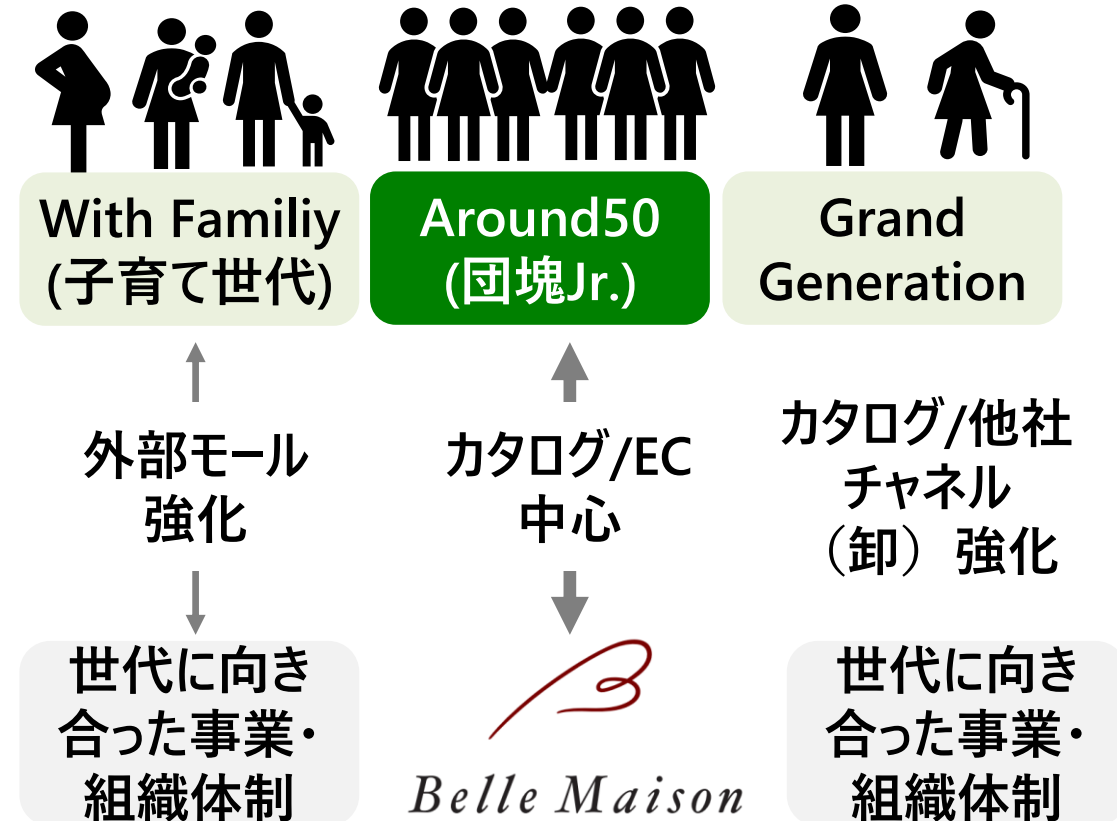 With Familiy
(子育て世代)
Around50
(団塊Jr.)
Grand
Generation
外部モール
強化
カタログ/EC
中心
カタログ/他社
チャネル
（卸）強化
世代に向き
合った事業・
組織体制
Belle Maison
世代に向き
合った事業・
組織体制